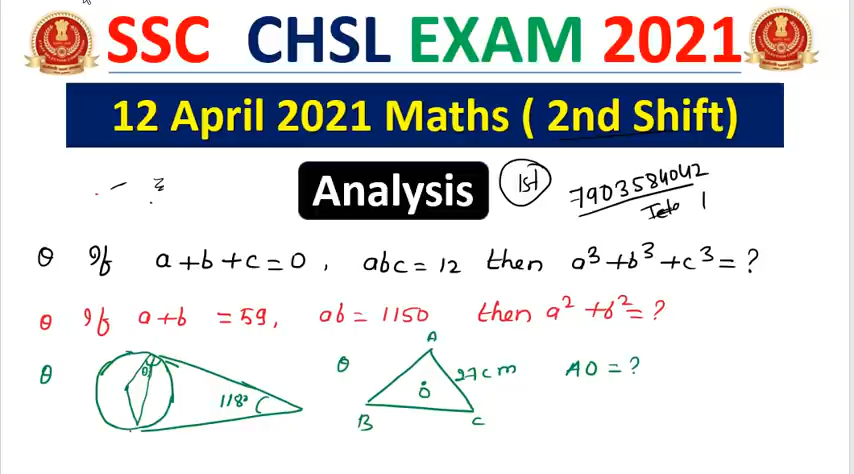 SSC CHSL EXAM 2021
12 April 2021 Maths ( 2nd Shift)
Analysis
1st
7903584042
Q If a+b+c=0, abc=12 then a³+b³+c³=?
Q If a+b=59, ab=1150 then a²+b²=?
Q
θ
118°
Q
A
27cm
O
B
C
AO=?